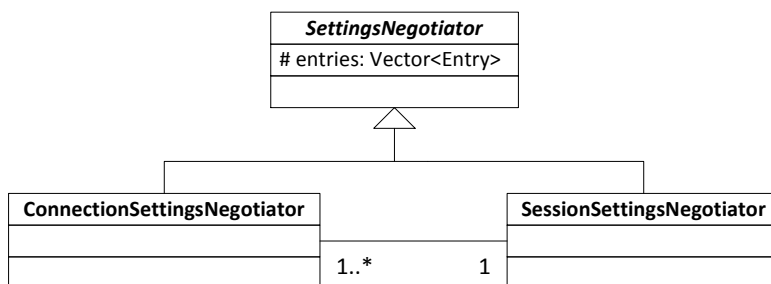 SettingsNegotiator
# entries: Vector<Entry>
ConnectionSettingsNegotiator
SessionSettingsNegotiator
1..*
1